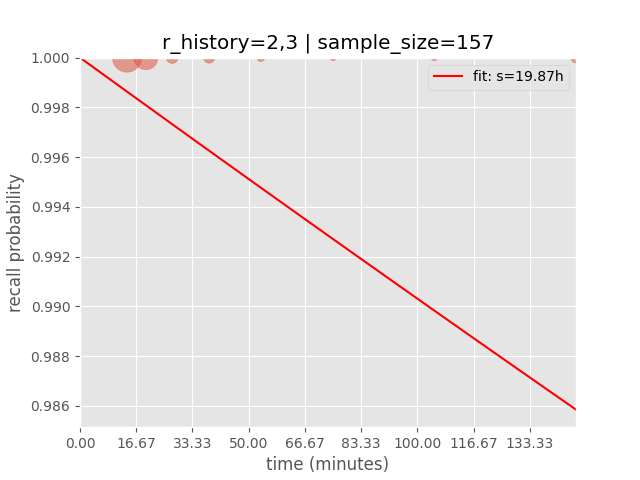 r_history=2,3 | sample_size=157
fit: s=19.87h
recall probability
1.000
0.998
0.996
0.994
0.992
0.990
0.988
0.986
0.00 16.67 33.33 50.00 66.67 83.33 100.00 116.67 133.33
time (minutes)